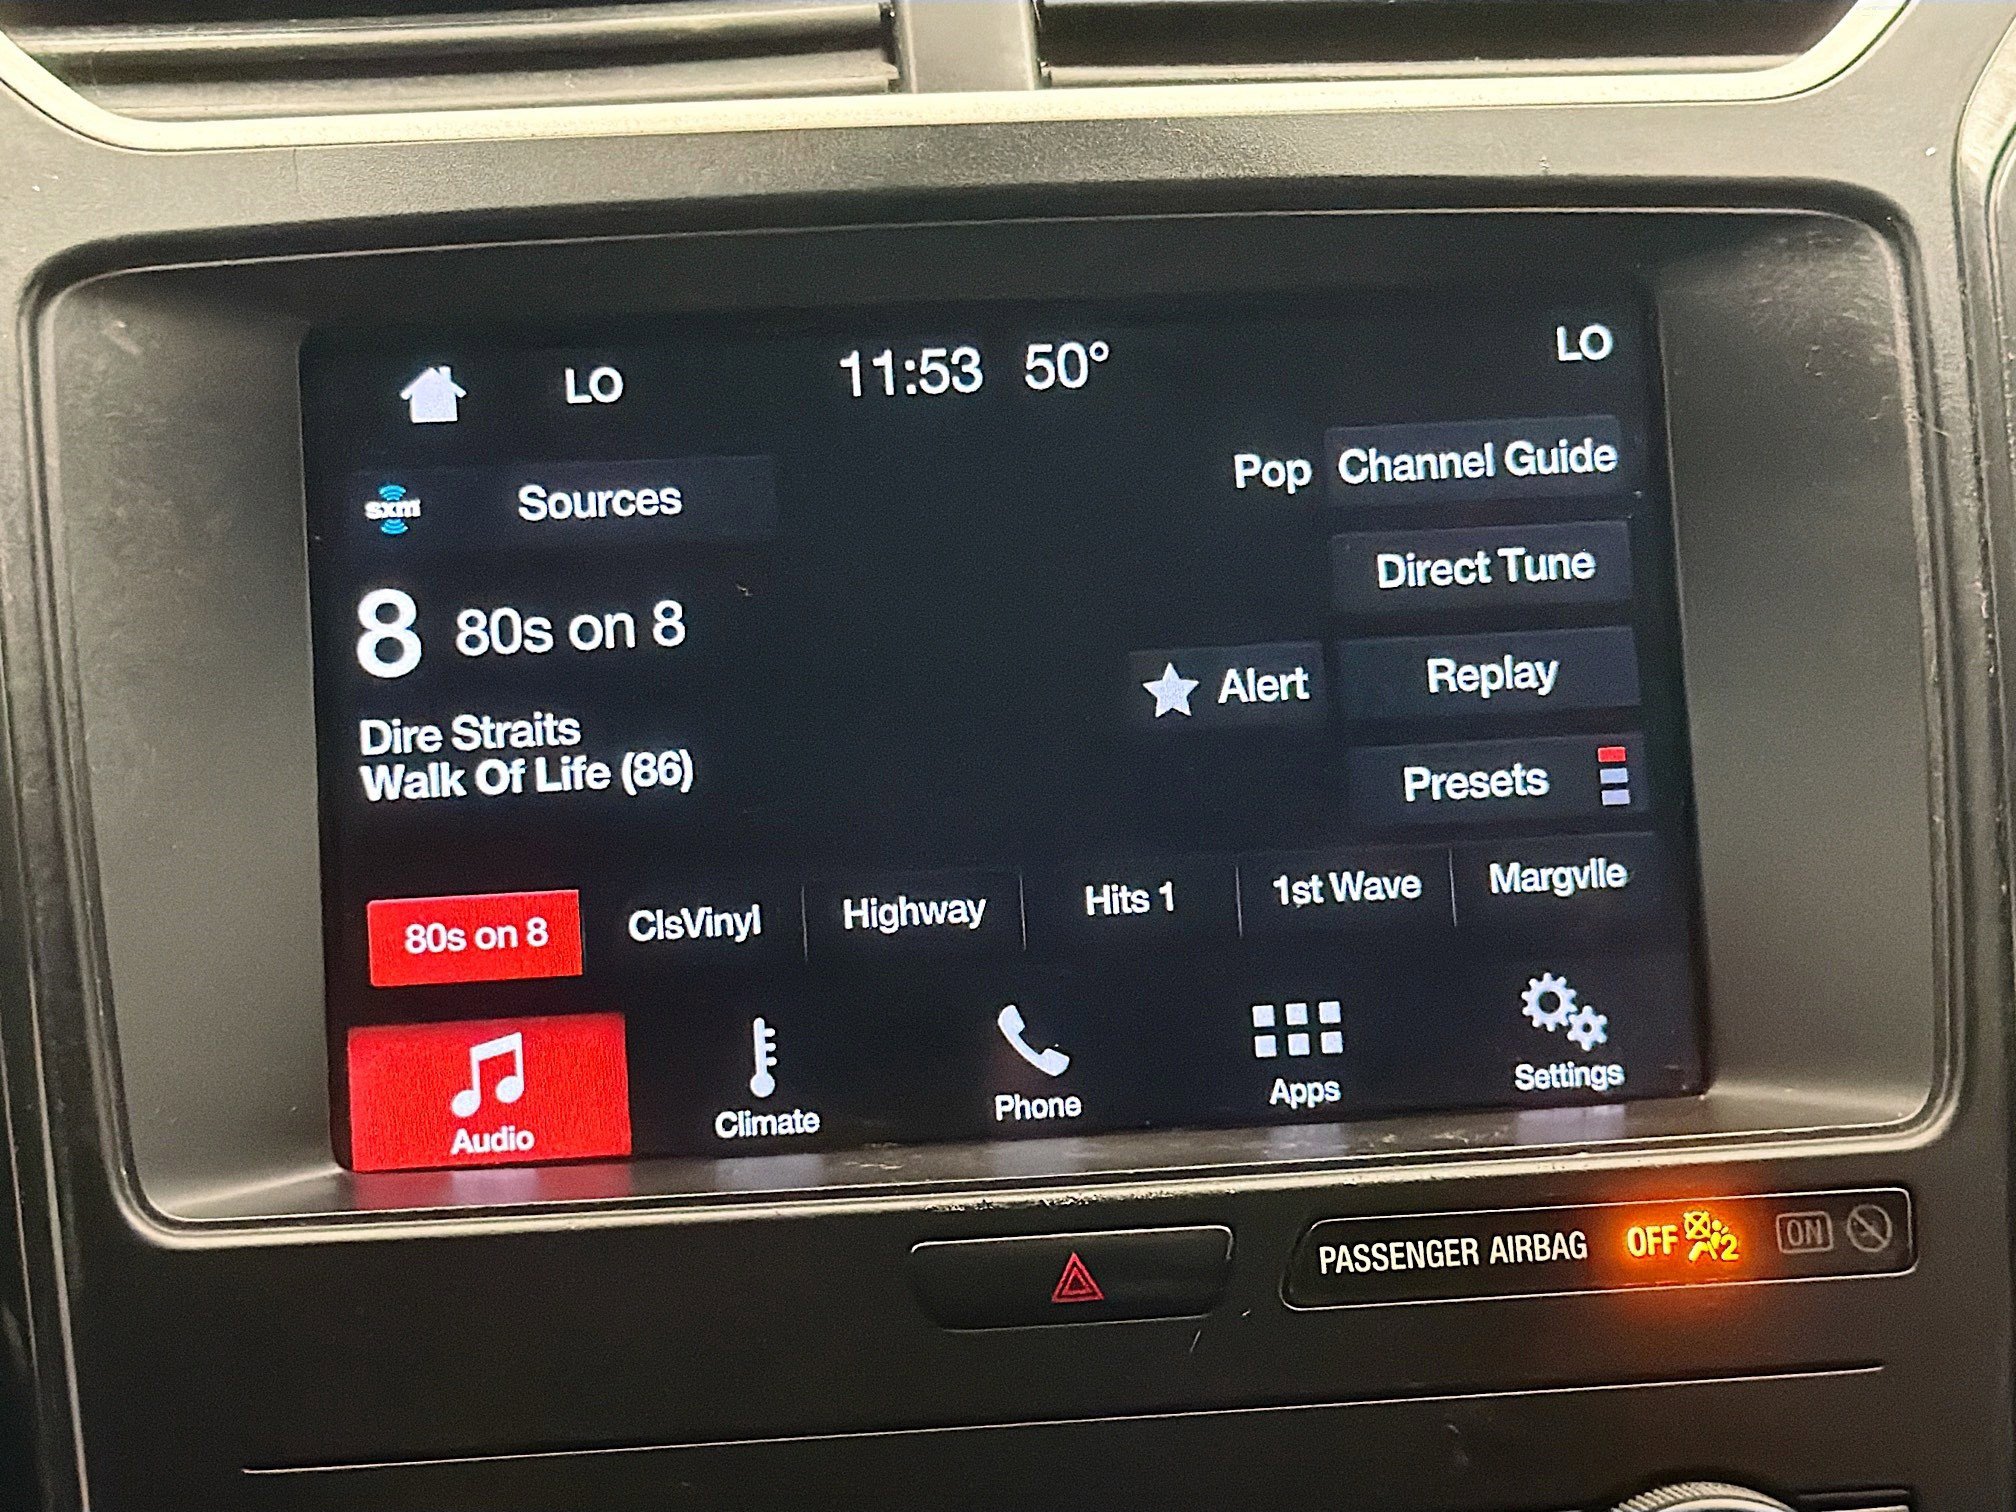 LO 11:53 50° LO
sxm Sources
Pop Channel Guide
8 80s on 8
Direct Tune
Alert Replay
Dire Straits
Walk Of Life (86)
Presets
80s on 8 ClsVinyl Highway Hits 1 1st Wave Margvlle
Audio Climate Phone Apps Settings
PASSENGER AIRBAG OFF 2 ON